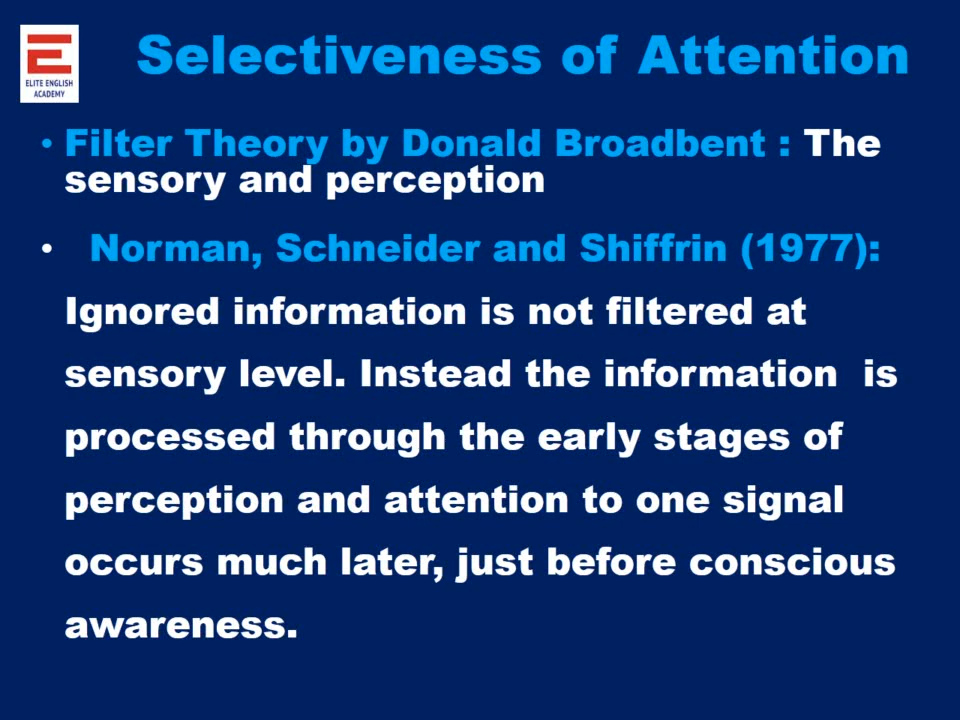 ELITE ENGLISH
ACADEMY
Selectiveness of Attention
• Filter Theory by Donald Broadbent : The
sensory and perception
• Norman, Schneider and Shiffrin (1977):
Ignored information is not filtered at
sensory level. Instead the information is
processed through the early stages of
perception and attention to one signal
occurs much later, just before conscious
awareness.